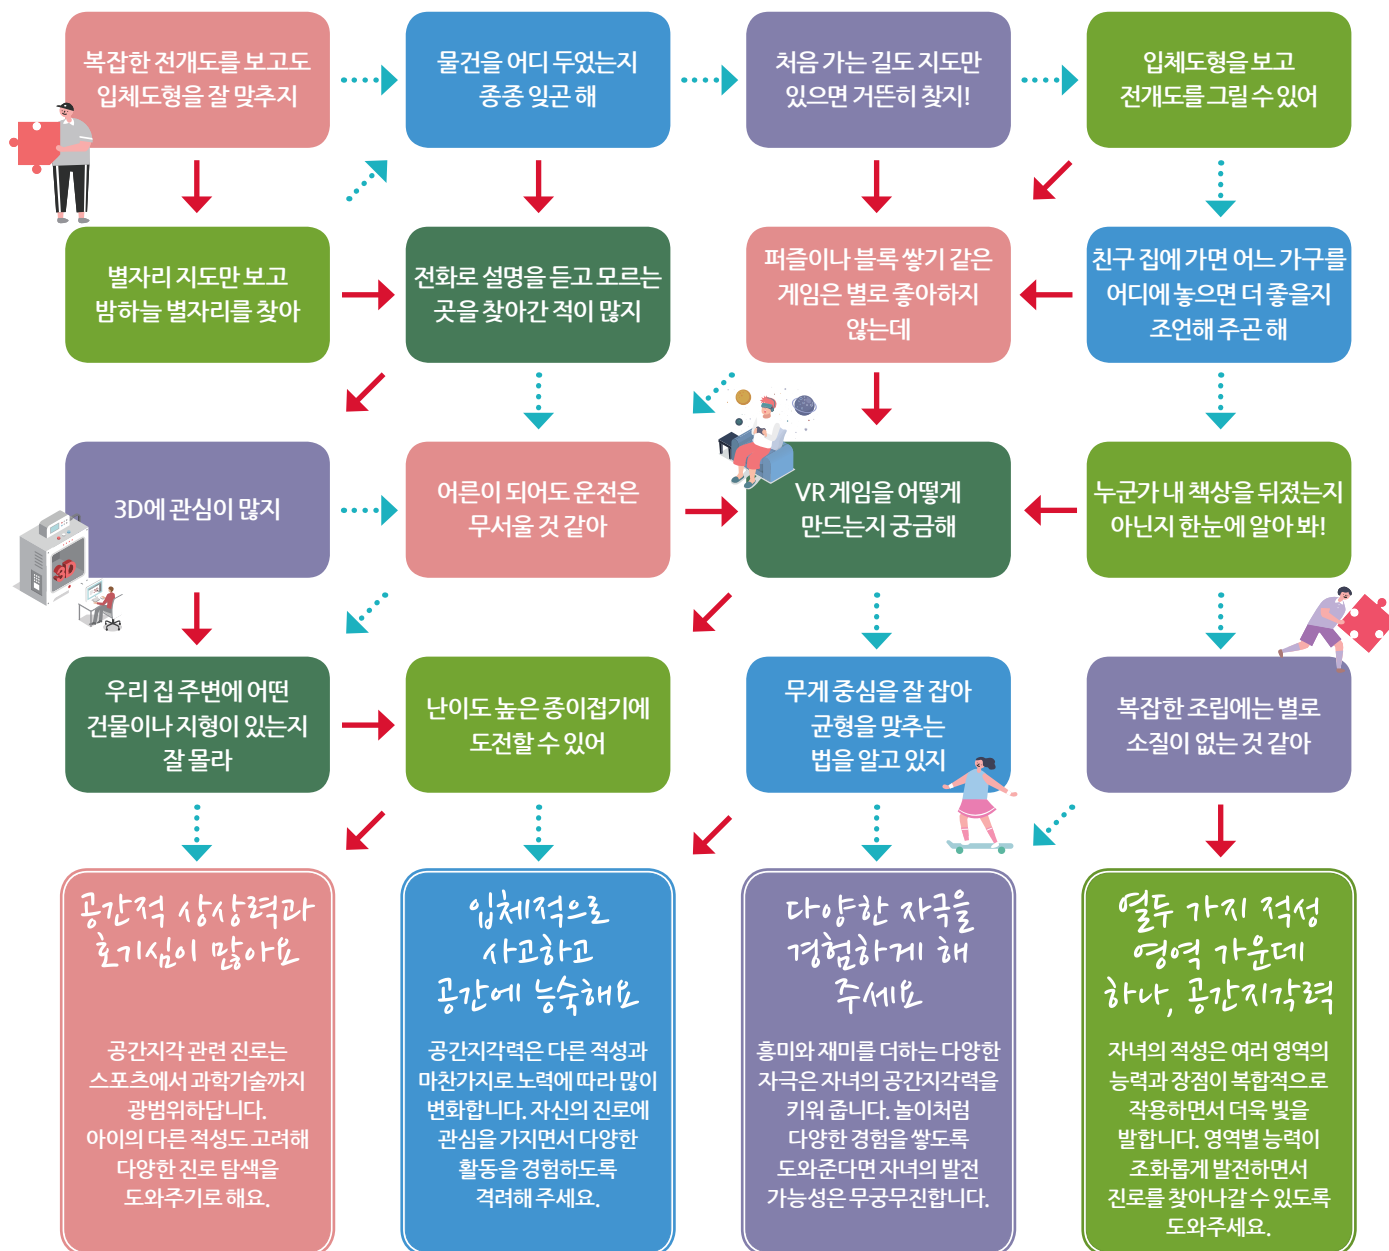 복잡한 전개도를 보고도
입체도형을 잘 맞추지
물건을 어디 두었는지
종종 잊곤 해
처음 가는 길도 지도만
있으면 거뜬히 찾지!
입체도형을 보고
전개도를 그릴 수 있어
별자리 지도만 보고
밤하늘 별자리를 찾아
전화로 설명을 듣고 모르는
곳을 찾아간 적이 많지
퍼즐이나 블록 쌓기 같은
게임은 별로 좋아하지
않는데
친구 집에 가면 어느 가구를
어디에 놓으면 더 좋을지
조언해 주곤 해
3D에 관심이 많지
3D
어른이 되어도 운전은
무서울 것 같아
VR 게임을 어떻게
만드는지 궁금해
누군가 내 책상을 뒤졌는지
아닌지 한눈에 알아 봐!
우리 집 주변에 어떤
건물이나 지형이 있는지
잘 몰라
난이도 높은 종이접기에
도전할 수 있어
무게 중심을 잘 잡아
균형을 맞추는
법을 알고 있지
복잡한 조립에는 별로
소질이 없는 것 같아
공간적 상상력과
호기심이 많아요
공간지각 관련 진로는
스포츠에서 과학기술까지
광범위하답니다.
아이의 다른 적성도 고려해
다양한 진로 탐색을
도와주기로 해요.
입체적으로
사고하고
공간에 능숙해요
공간지각력은 다른 적성과
마찬가지로 노력에 따라 많이
변화합니다. 자신의 진로에
관심을 가지면서 다양한
활동을 경험하도록
격려해 주세요.
다양한 자극을
경험하게 해
주세요
흥미와 재미를 더하는 다양한
자극은 자녀의 공간지각력을
키워 줍니다. 놀이처럼
다양한 경험을 쌓도록
도와준다면 자녀의 발전
가능성은 무궁무진합니다.
열두 가지 적성
영역 가운데
하나, 공간지각력
자녀의 적성은 여러 영역의
능력과 장점이 복합적으로
작용하면서 더욱 빛을
발합니다. 영역별 능력이
조화롭게 발전하면서
진로를 찾아나갈 수 있도록
도와주세요.